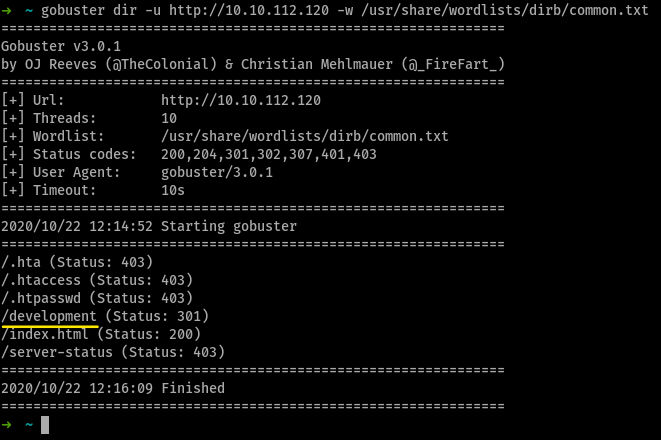 → ~ gobuster dir -u http://10.10.112.120 -w /usr/share/wordlists/dirb/common.txt
===============================================================
Gobuster v3.0.1
by OJ Reeves (@TheColonial) & Christian Mehlmauer (@_FireFart_)
===============================================================
[+] Url:            http://10.10.112.120
[+] Threads:        10
[+] Wordlist:       /usr/share/wordlists/dirb/common.txt
[+] Status codes:   200,204,301,302,307,401,403
[+] User Agent:     gobuster/3.0.1
[+] Timeout:        10s
===============================================================
2020/10/22 12:14:52 Starting gobuster
===============================================================
/.hta (Status: 403)
/.htaccess (Status: 403)
/.htpasswd (Status: 403)
/development (Status: 301)
/index.html (Status: 200)
/server-status (Status: 403)
===============================================================
2020/10/22 12:16:09 Finished
===============================================================
→ ~